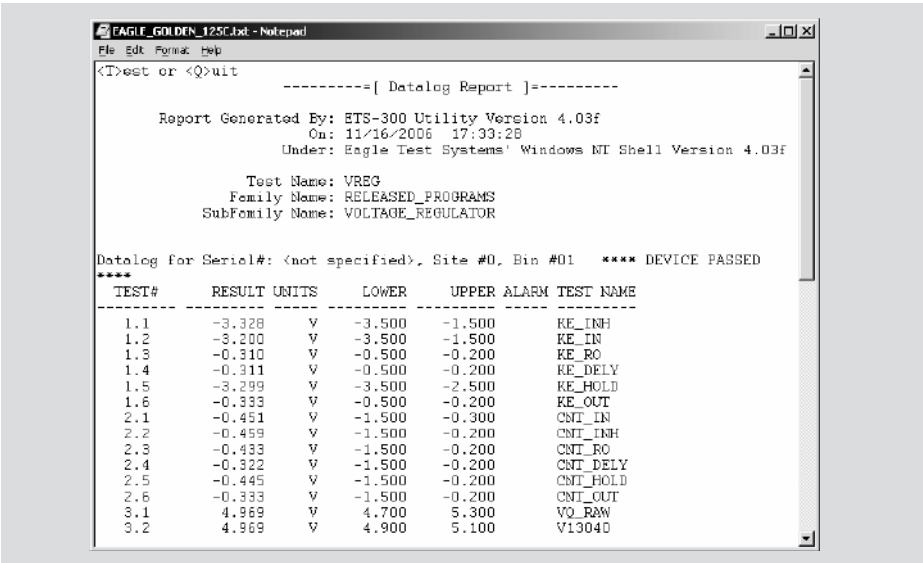 EAGLE_GOLDEN_125C.txt - Notepad
File Edit Format Help
<T>est or <Q>uit
---------=[ Datalog Report ]=---------
Report Generated By: ETS-300 Utility Version 4.03f
On: 11/16/2006 17:33:28
Under: Eagle Test Systems' Windows NT Shell Version 4.03f
Test Name: VREG
Family Name: RELEASED_PROGRAMS
SubFamily Name: VOLTAGE_REGULATOR
Datalog for Serial#: <not specified>, Site #0, Bin #01 **** DEVICE PASSED
****
TEST# RESULT UNITS LOWER UPPER ALARM TEST NAME
--------- ---------- ----- ---------- ---------- ----- ---------
1.1 -3.328 V -3.500 -1.500 KE_INH
1.2 -3.200 V -3.500 -1.500 KE_IN
1.3 -0.310 V -0.500 -0.200 KE_RO
1.4 -0.311 V -0.500 -0.200 KE_DELY
1.5 -3.299 V -3.500 -2.500 KE_HOLD
1.6 -0.333 V -0.500 -0.200 KE_OUT
2.1 -0.451 V -1.500 -0.300 CNT_IN
2.2 -0.459 V -1.500 -0.200 CNT_INH
2.3 -0.433 V -1.500 -0.200 CNT_RO
2.4 -0.322 V -1.500 -0.200 CNT_DELY
2.5 -0.445 V -1.500 -0.200 CNT_HOLD
2.6 -0.333 V -1.500 -0.200 CNT_OUT
3.1 4.969 V 4.700 5.300 VQ_RAW
3.2 4.969 V 4.900 5.100 V1304D